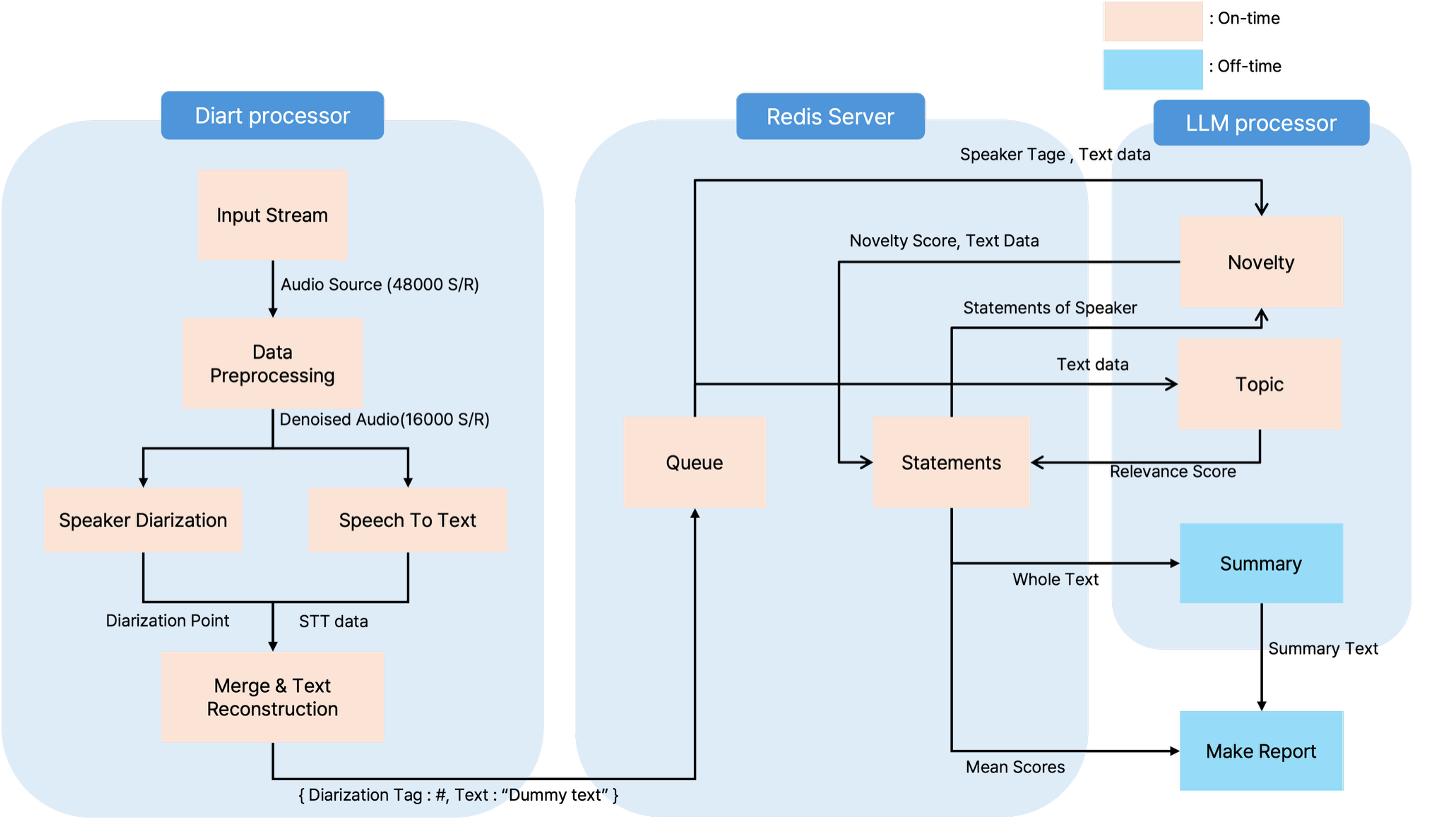 : On-time
: Off-time
Diart processor
Redis Server
LLM processor
Input Stream
Audio Source (48000 S/R)
Data
Preprocessing
Denoised Audio(16000 S/R)
Speaker Diarization
Speech To Text
Diarization Point
STT data
Merge & Text
Reconstruction
{ Diarization Tag : #, Text : “Dummy text” }
Speaker Tage , Text data
Novelty Score, Text Data
Novelty
Statements of Speaker
Text data
Topic
Queue
Statements
Relevance Score
Whole Text
Summary
Summary Text
Mean Scores
Make Report